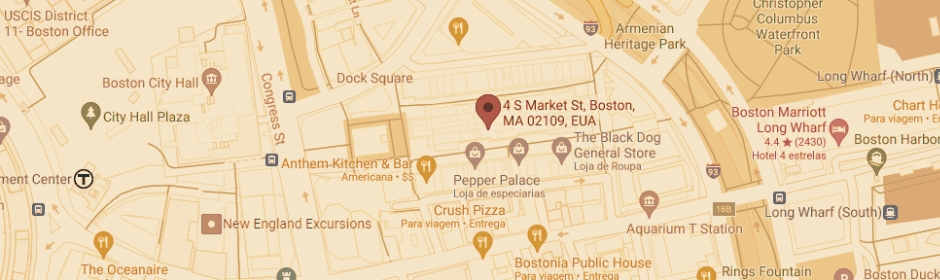 USCIS District
11- Boston Office
Armenian
Heritage Park
93
Christopher
Columbus
Waterfront
Park
age
Boston City Hall
Dock Square
Long Wharf (North)
City Hall Plaza
Congress St
4 S Market St, Boston,
MA 02109, EUA
Boston Marriott
Long Wharf
4.4★(2430)
Hotel 4 estrelas
Chart H
Para viagem • E
Boston Harbo
The Black Dog
General Store
Loja de Roupa
Anthem Kitchen & Bar
Americana • $$
Pepper Palace
Loja de especiarias
93
ment Center
T
New England Excursions
Crush Pizza
Para viagem • Entrega
18B
Aquarium T Station
Long Wharf (South)
The Oceanaire
Bostonia Public House
Para viagem • Entrega
Rings Fountain
Boston Duck